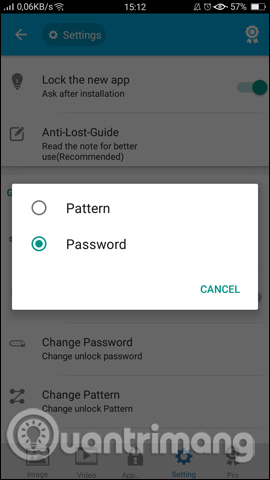 0,06KB/s 15:12 57%
Settings
Lock the new app
Ask after installation
Anti-Lost-Guide
Read the note for better
use(Recommended)
G
Pattern
Password
CANCEL
Change Password
Change unlock password
Change Pattern
Change unlock Pattern
uantrimang
Image Video App.. Setting Pro